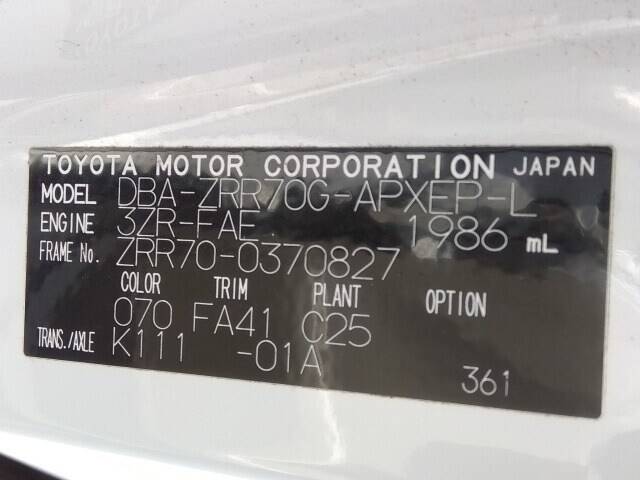 TOYOTA MOTOR CORPORATION JAPAN
MODEL DBA-ZRR70G-APXEP-L
ENGINE 3ZR-FAE 1986 mL
FRAME No. ZRR70-0370827
COLOR TRIM PLANT OPTION
070 FA41 C25
TRANS./AXLE K111 -01A
361